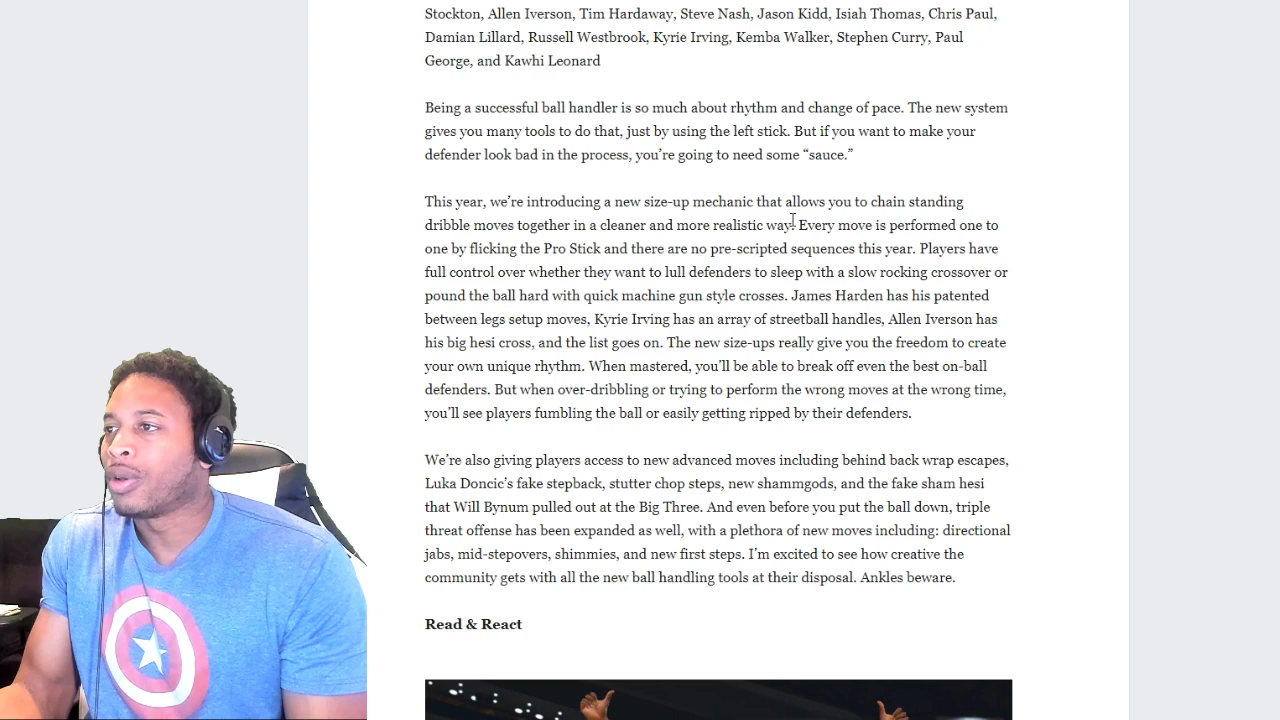 Stockton, Allen Iverson, Tim Hardaway, Steve Nash, Jason Kidd, Isiah Thomas, Chris Paul,
Damian Lillard, Russell Westbrook, Kyrie Irving, Kemba Walker, Stephen Curry, Paul
George, and Kawhi Leonard
Being a successful ball handler is so much about rhythm and change of pace. The new system
gives you many tools to do that, just by using the left stick. But if you want to make your
defender look bad in the process, you’re going to need some “sauce.”
This year, we’re introducing a new size-up mechanic that allows you to chain standing
dribble moves together in a cleaner and more realistic way. Every move is performed one to
one by flicking the Pro Stick and there are no pre-scripted sequences this year. Players have
full control over whether they want to lull defenders to sleep with a slow rocking crossover or
pound the ball hard with quick machine gun style crosses. James Harden has his patented
between legs setup moves, Kyrie Irving has an array of streetball handles, Allen Iverson has
his big hesi cross, and the list goes on. The new size-ups really give you the freedom to create
your own unique rhythm. When mastered, you’ll be able to break off even the best on-ball
defenders. But when over-dribbling or trying to perform the wrong moves at the wrong time,
you’ll see players fumbling the ball or easily getting ripped by their defenders.
We’re also giving players access to new advanced moves including behind back wrap escapes,
Luka Doncic’s fake stepback, stutter chop steps, new shammgods, and the fake sham hesi
that Will Bynum pulled out at the Big Three. And even before you put the ball down, triple
threat offense has been expanded as well, with a plethora of new moves including: directional
jabs, mid-stepovers, shimmies, and new first steps. I’m excited to see how creative the
community gets with all the new ball handling tools at their disposal. Ankles beware.
Read & React